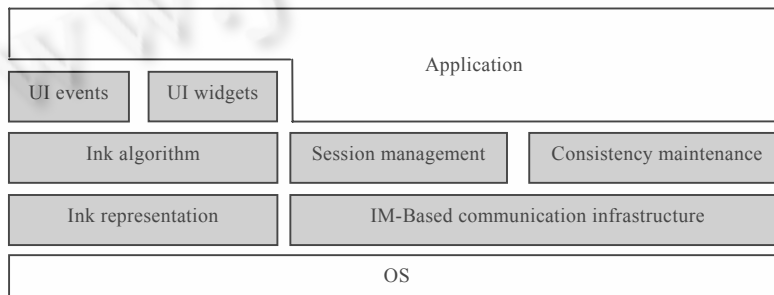 Application
UI events
UI widgets
Ink algorithm
Session management
Consistency maintenance
Ink representation
IM-Based communication infrastructure
OS